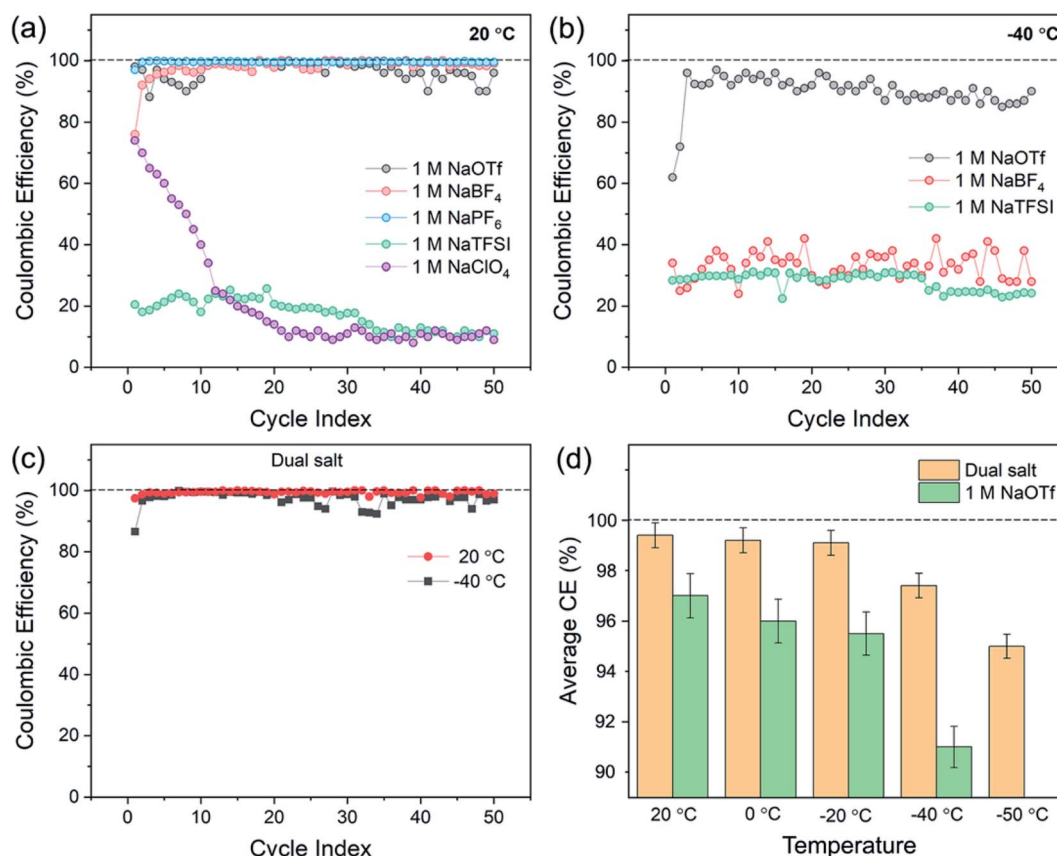 (a)
20 °C
100
80
60
40
20
0
Coulombic Efficiency (%)
1 M NaOTf
1 M NaBF₄
1 M NaPF₆
1 M NaTFSI
1 M NaClO₄
0 10 20 30 40 50
Cycle Index
(b)
-40 °C
100
80
60
40
20
0
Coulombic Efficiency (%)
1 M NaOTf
1 M NaBF₄
1 M NaTFSI
0 10 20 30 40 50
Cycle Index
(c)
Dual salt
100
80
60
40
20
0
Coulombic Efficiency (%)
20 °C
-40 °C
0 10 20 30 40 50
Cycle Index
(d)
Dual salt
1 M NaOTf
100
98
96
94
92
90
Average CE (%)
20 °C 0 °C -20 °C -40 °C -50 °C
Temperature